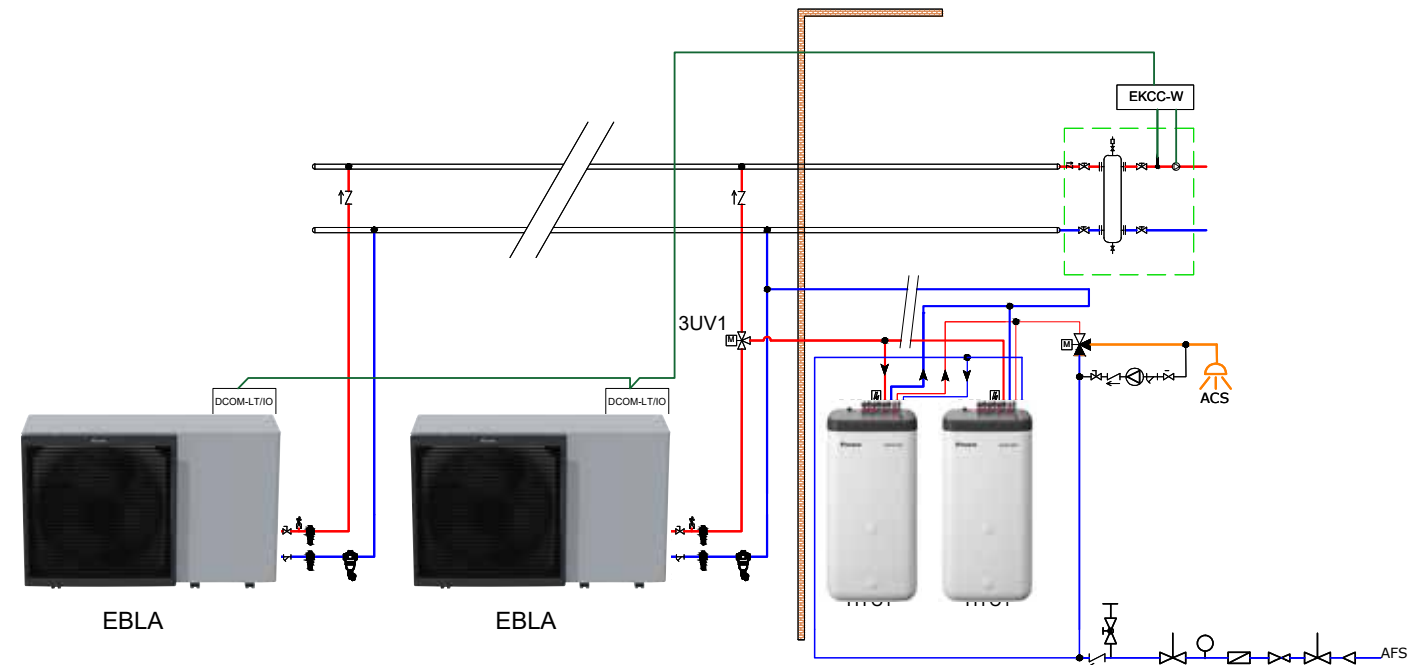 EKCC-W
3UV1
M
M
ACS
DCOM-LT/IO
DCOM-LT/IO
EBLA
EBLA
AFS